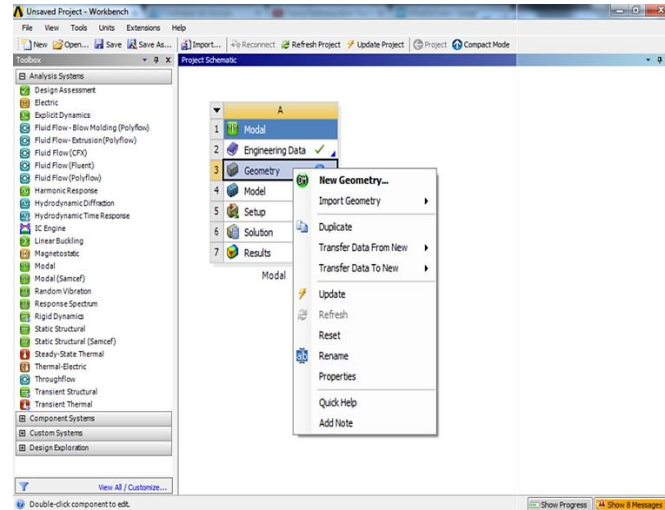 Unsaved Project - Workbench
File View Tools Units Extensions Help
New Open... Save Save As... Import... Reconnect Refresh Project Update Project Project Compact Mode
Toolbox
Project Schematic
Analysis Systems
Design Assessment
Electric
Explicit Dynamics
Fluid Flow - Blow Molding (Polyflow)
Fluid Flow - Extrusion (Polyflow)
Fluid Flow (CFX)
Fluid Flow (Fluent)
Fluid Flow (Polyflow)
Harmonic Response
Hydrodynamic Diffraction
Hydrodynamic Time Response
IC Engine
Linear Buckling
Magnetostatic
Modal
Modal (Samcef)
Random Vibration
Response Spectrum
Rigid Dynamics
Static Structural
Static Structural (Samcef)
Steady-State Thermal
Thermal-Electric
Throughflow
Transient Structural
Transient Thermal
Component Systems
Custom Systems
Design Exploration
View All / Customize...
A
1 Modal
2 Engineering Data
3 Geometry
4 Model
5 Setup
6 Solution
7 Results
Modal
New Geometry...
Import Geometry
Duplicate
Transfer Data From New
Transfer Data To New
Update
Refresh
Reset
Rename
Properties
Quick Help
Add Note
Double-click component to edit.
Show Progress
Show 8 Messages